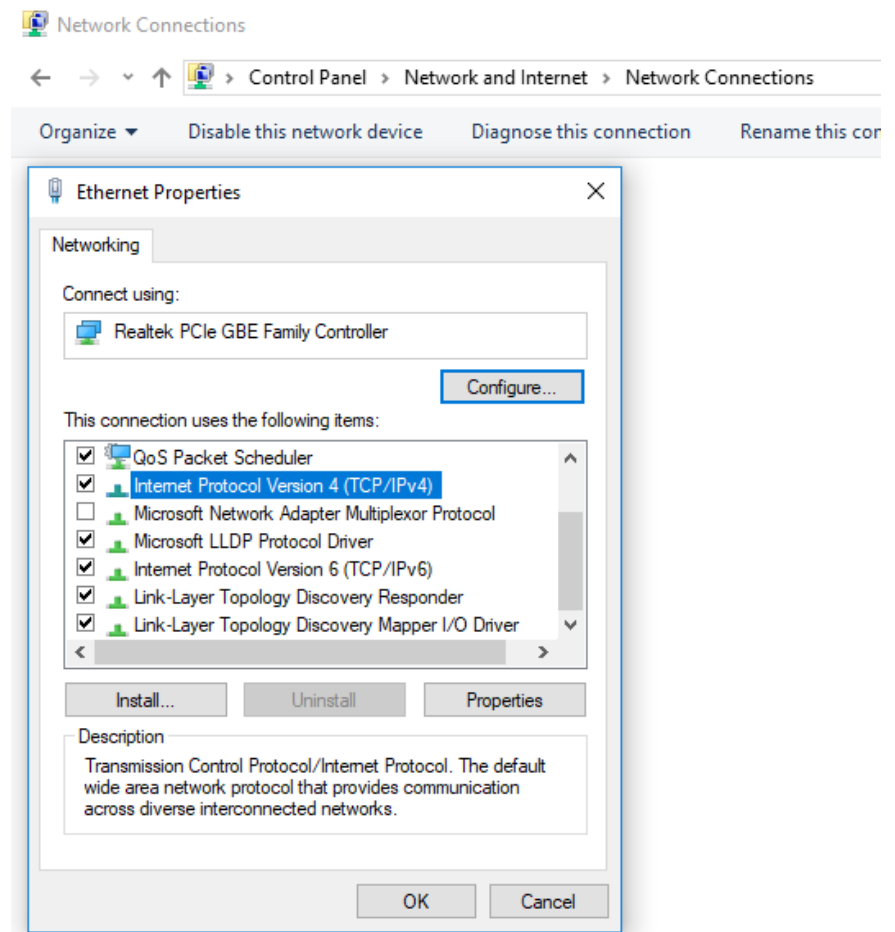 Network Connections
Control Panel > Network and Internet > Network Connections
Organize Disable this network device Diagnose this connection Rename this con
Ethernet Properties
Networking
Connect using:
Realtek PCIe GBE Family Controller
Configure...
This connection uses the following items:
QoS Packet Scheduler
Internet Protocol Version 4 (TCP/IPv4)
Microsoft Network Adapter Multiplexor Protocol
Microsoft LLDP Protocol Driver
Internet Protocol Version 6 (TCP/IPv6)
Link-Layer Topology Discovery Responder
Link-Layer Topology Discovery Mapper I/O Driver
Install... Uninstall Properties
Description
Transmission Control Protocol/Internet Protocol. The default
wide area network protocol that provides communication
across diverse interconnected networks.
OK Cancel